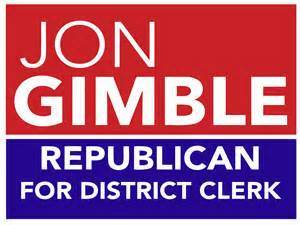 JON
GIMBLE
REPUBLICAN
FOR DISTRICT CLERK